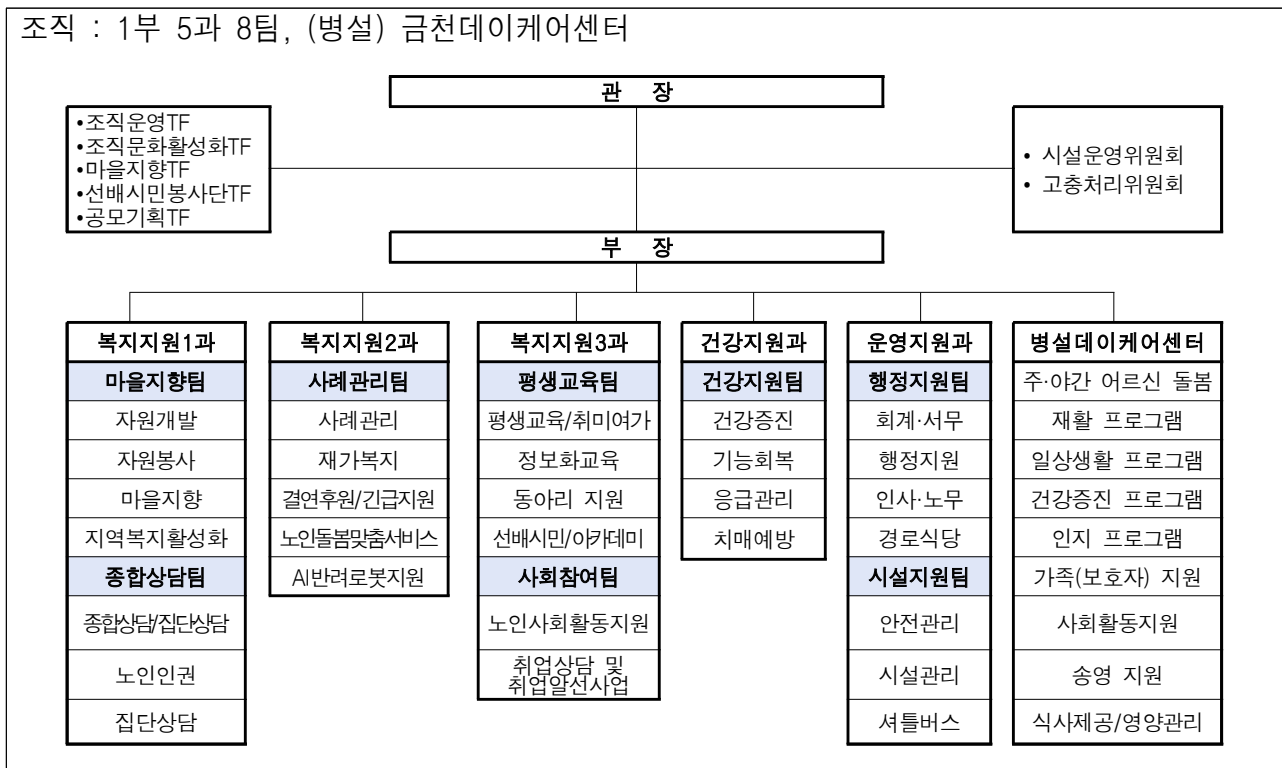 조직 : 1부 5과 8팀, (병설) 금천데이케어센터
관 장
•조직운영TF
•조직문화활성화TF
•마을지향TF
•선배시민봉사단TF
•공모기획TF
• 시설운영위원회
• 고충처리위원회
부 장
복지지원1과
마을지향팀
자원개발
자원봉사
마을지향
지역복지활성화
종합상담팀
종합상담/집단상담
노인인권
집단상담
복지지원2과
사례관리팀
사례관리
재가복지
결연후원/긴급지원
노인돌봄맞춤서비스
AI반려로봇지원
복지지원3과
평생교육팀
평생교육/취미여가
정보화교육
동아리 지원
선배시민/아카데미
사회참여팀
노인사회활동지원
취업상담 및
취업알선사업
건강지원과
건강지원팀
건강증진
기능회복
응급관리
치매예방
운영지원과
행정지원팀
회계·서무
행정지원
인사·노무
경로식당
시설지원팀
안전관리
시설관리
셔틀버스
병설데이케어센터
주·야간 어르신 돌봄
재활 프로그램
일상생활 프로그램
건강증진 프로그램
인지 프로그램
가족(보호자) 지원
사회활동지원
송영 지원
식사제공/영양관리